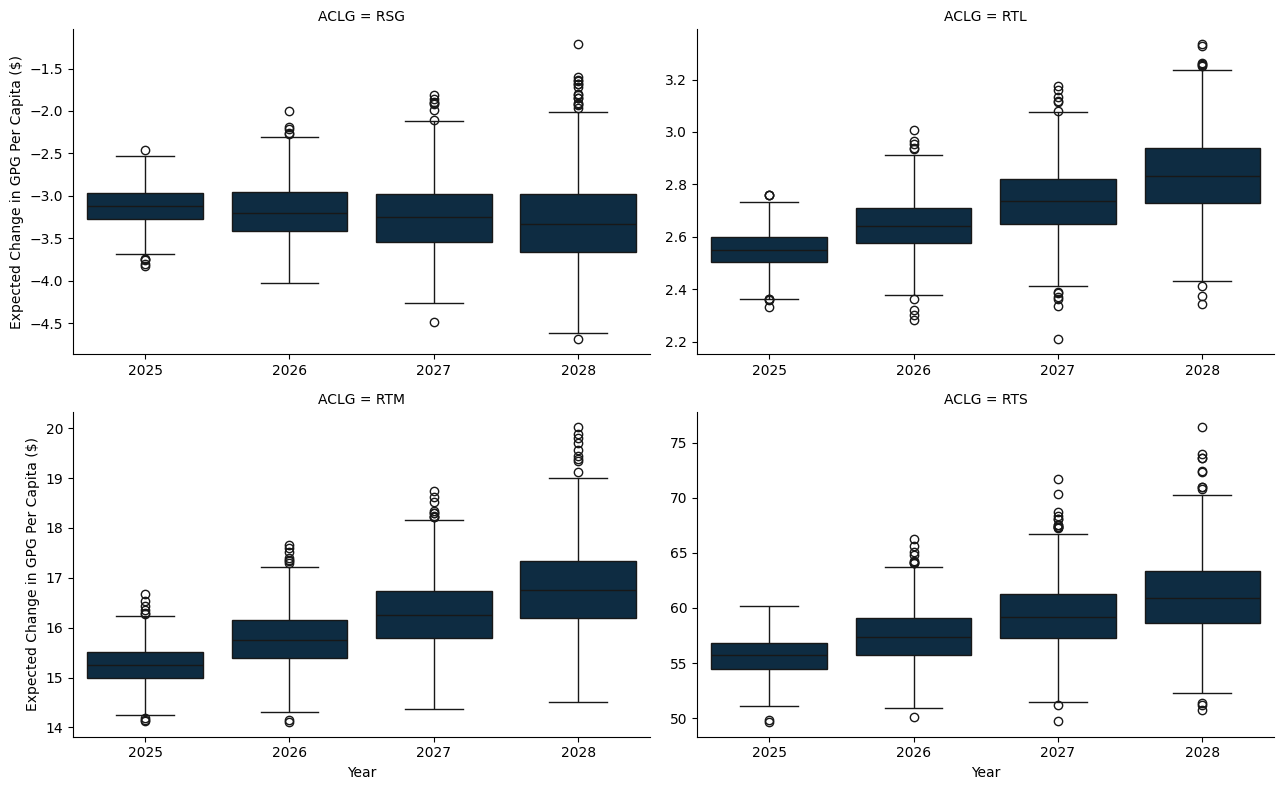 ACLG = RSG
Expected Change in GPG Per Capita ($)
−1.5
−2.0
−2.5
−3.0
−3.5
−4.0
−4.5
2025 2026 2027 2028
ACLG = RTL
3.2
3.0
2.8
2.6
2.4
2.2
2025 2026 2027 2028
ACLG = RTM
Expected Change in GPG Per Capita ($)
20
19
18
17
16
15
14
2025 2026 2027 2028
Year
ACLG = RTS
75
70
65
60
55
50
2025 2026 2027 2028
Year